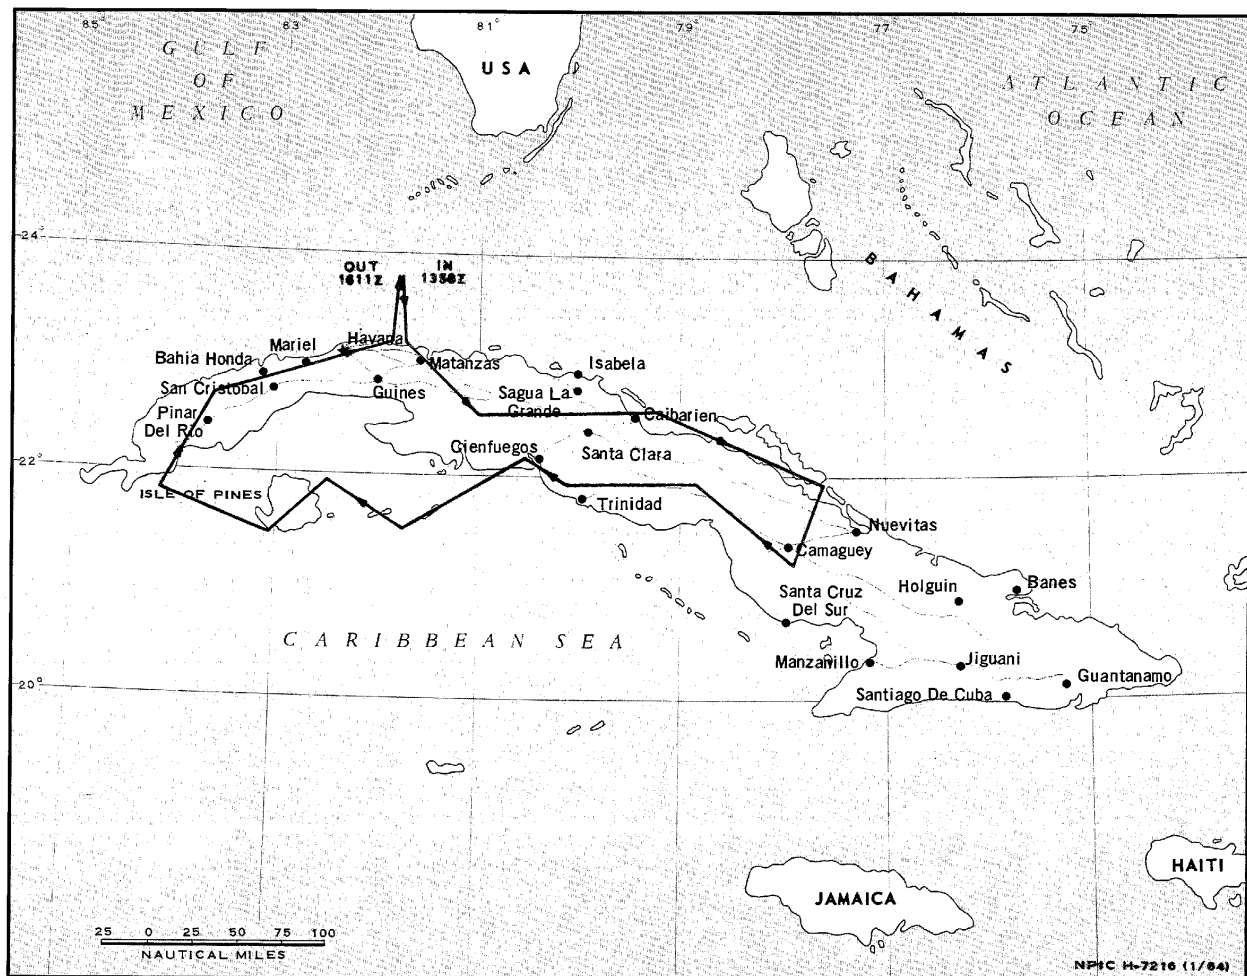 85°
83
81°
79
77
75°
GULF
OF
MEXICO
USA
ATLANTIC
OCEAN
24°
BAHAMAS
OUT
1611Z
IN
1356Z
Havana
Mariel
Bahia Honda
Matanzas
Isabela
San Cristobal
Guines
Sagua La
Grande
Pinar
Del Rio
Caibarien
Cienfuegos
Santa Clara
22°
ISLE OF PINES
Trinidad
Nuevitas
Camaguey
Holguin
Banes
Santa Cruz
Del Sur
CARIBBEAN SEA
Manzanillo
Jiguani
Guantanamo
20°
Santiago De Cuba
HAITI
JAMAICA
25 0 25 50 75 100
NAUTICAL MILES
NPIC H-7216 (1/64)